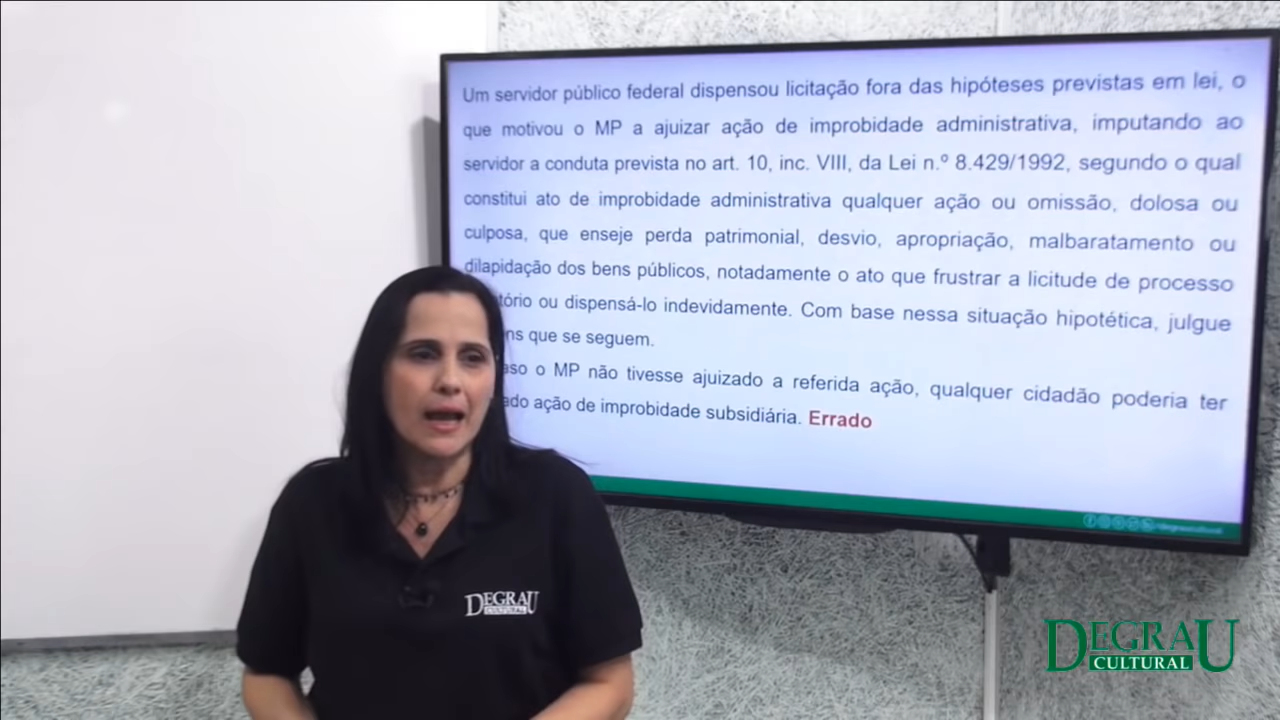 Um servidor público federal dispensou licitação fora das hipóteses previstas em lei, o
que motivou o MP a ajuizar ação de improbidade administrativa, imputando ao
servidor a conduta prevista no art. 10, inc. VIII, da Lei n.º 8.429/1992, segundo o qual
constitui ato de improbidade administrativa qualquer ação ou omissão, dolosa ou
culposa, que enseje perda patrimonial, desvio, apropriação, malbaratamento ou
dilapidação dos bens públicos, notadamente o ato que frustrar a licitude de processo
tório ou dispensá-lo indevidamente. Com base nessa situação hipotética, julgue
ns que se seguem.
aso o MP não tivesse ajuizado a referida ação, qualquer cidadão poderia ter
ado ação de improbidade subsidiária. Errado
DEGRAU
CULTURAL
DEGRAU
CULTURAL